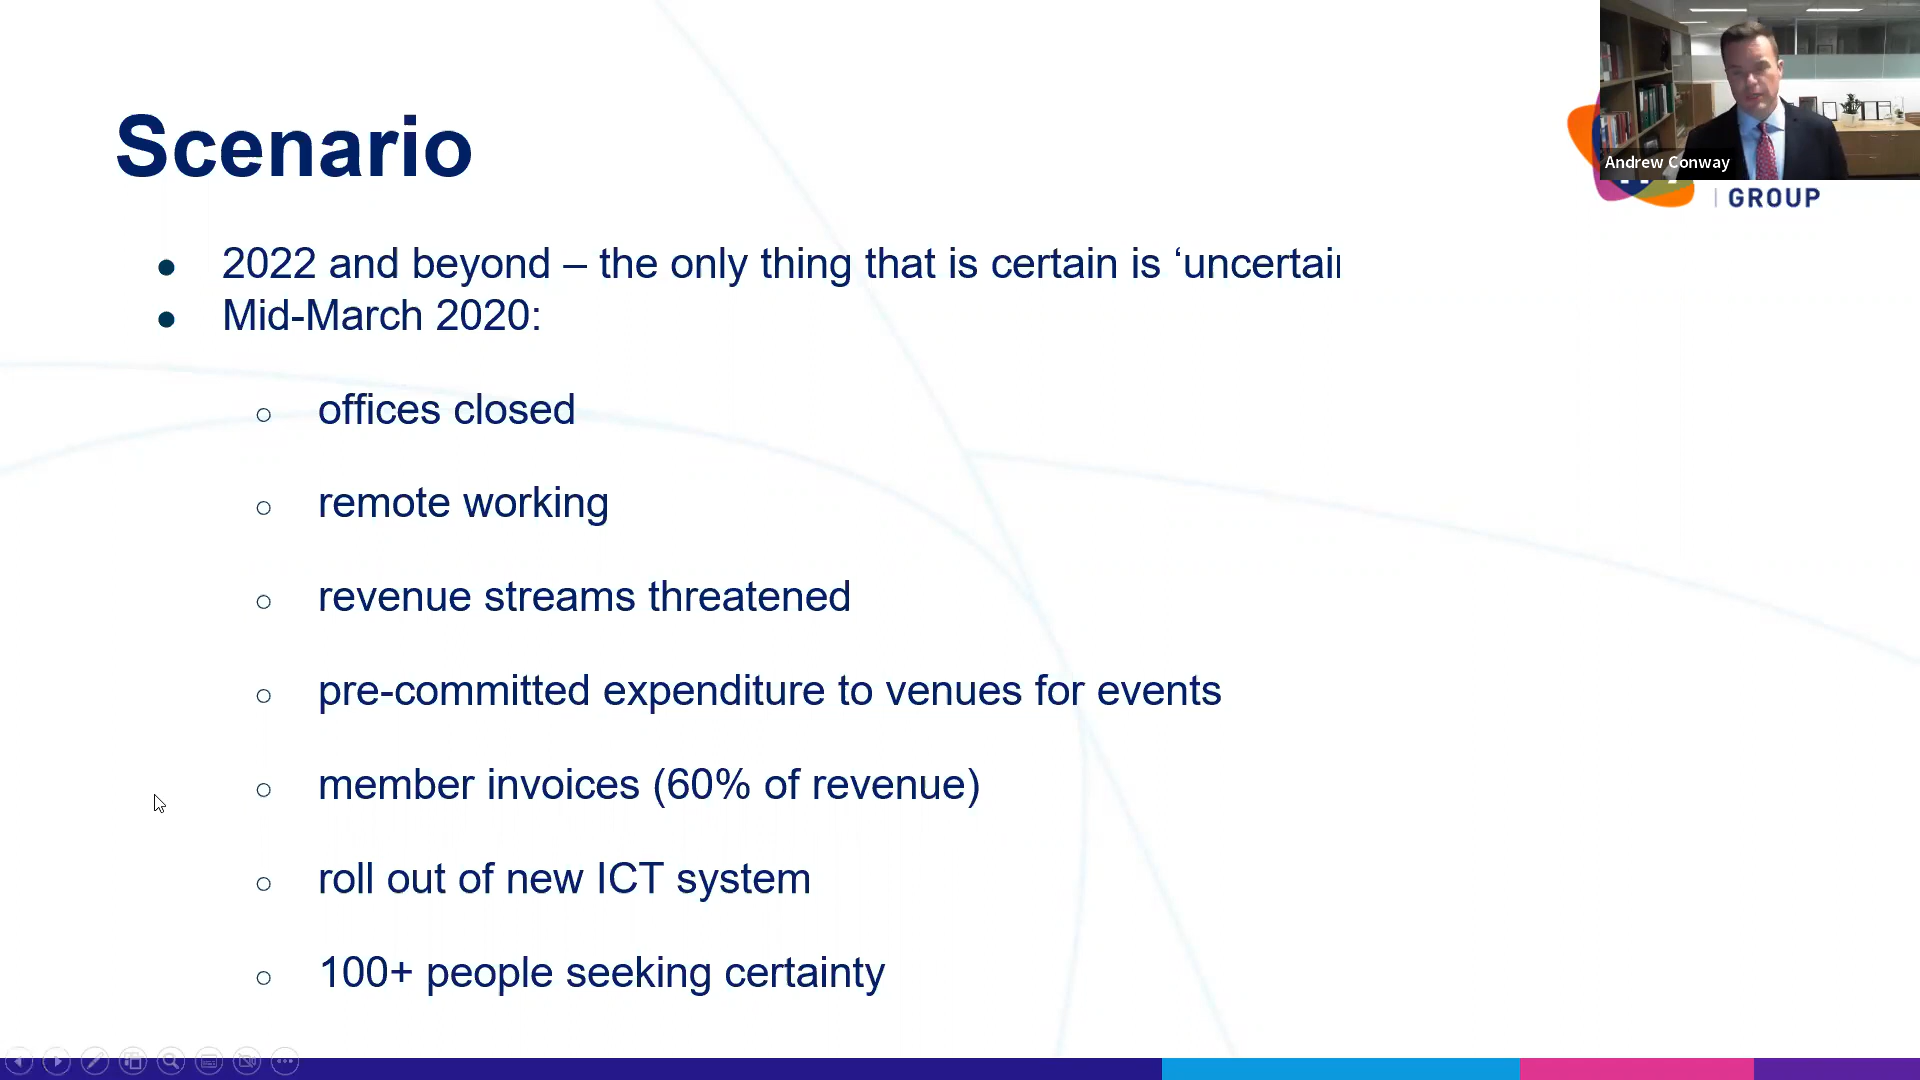 Scenario
Andrew Conway
| GROUP
2022 and beyond – the only thing that is certain is ‘uncertai
Mid-March 2020:
offices closed
remote working
revenue streams threatened
pre-committed expenditure to venues for events
member invoices (60% of revenue)
roll out of new ICT system
100+ people seeking certainty